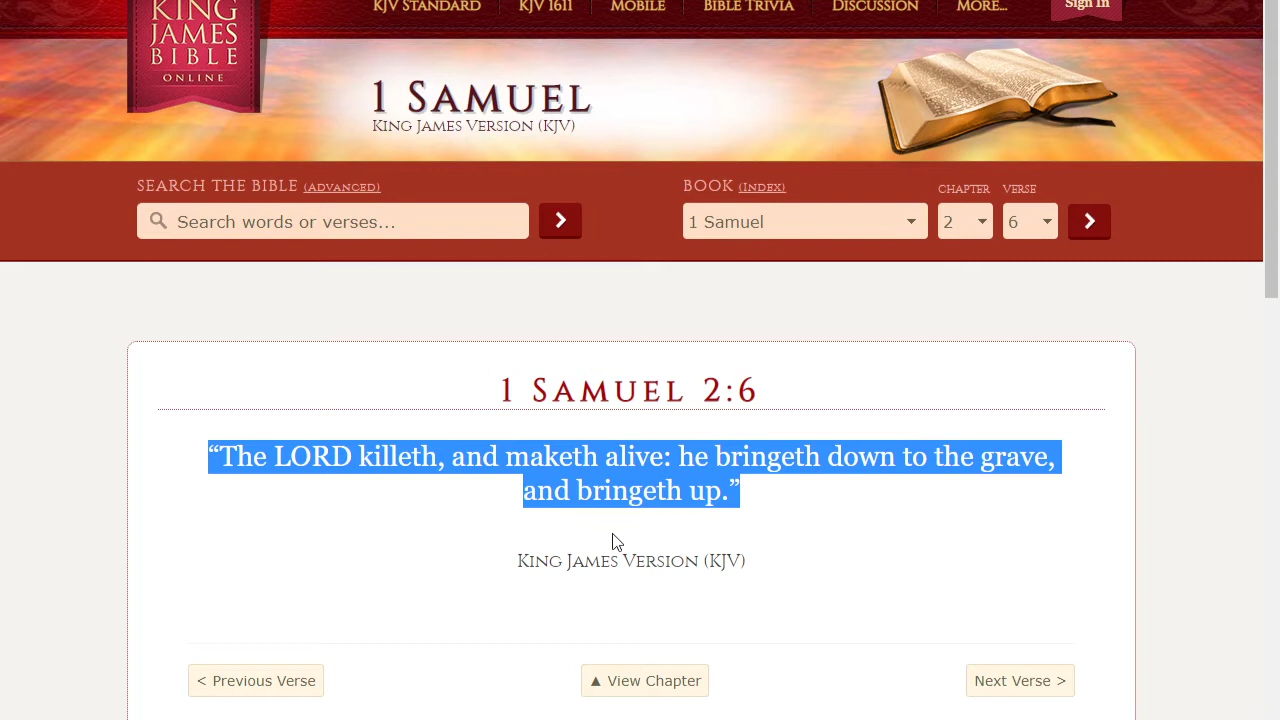 KING
JAMES
BIBLE
ONLINE
KJV STANDARD
KJV 1611
MOBILE
BIBLE TRIVIA
DISCUSSION
MORE...
Sign In
1 SAMUEL
KING JAMES VERSION (KJV)
SEARCH THE BIBLE (ADVANCED)
BOOK (INDEX)
CHAPTER
VERSE
Search words or verses...
1 Samuel
2
6
1 SAMUEL 2:6
“The LORD killeth, and maketh alive: he bringeth down to the grave,
and bringeth up.”
KING JAMES VERSION (KJV)
< Previous Verse
▲ View Chapter
Next Verse >